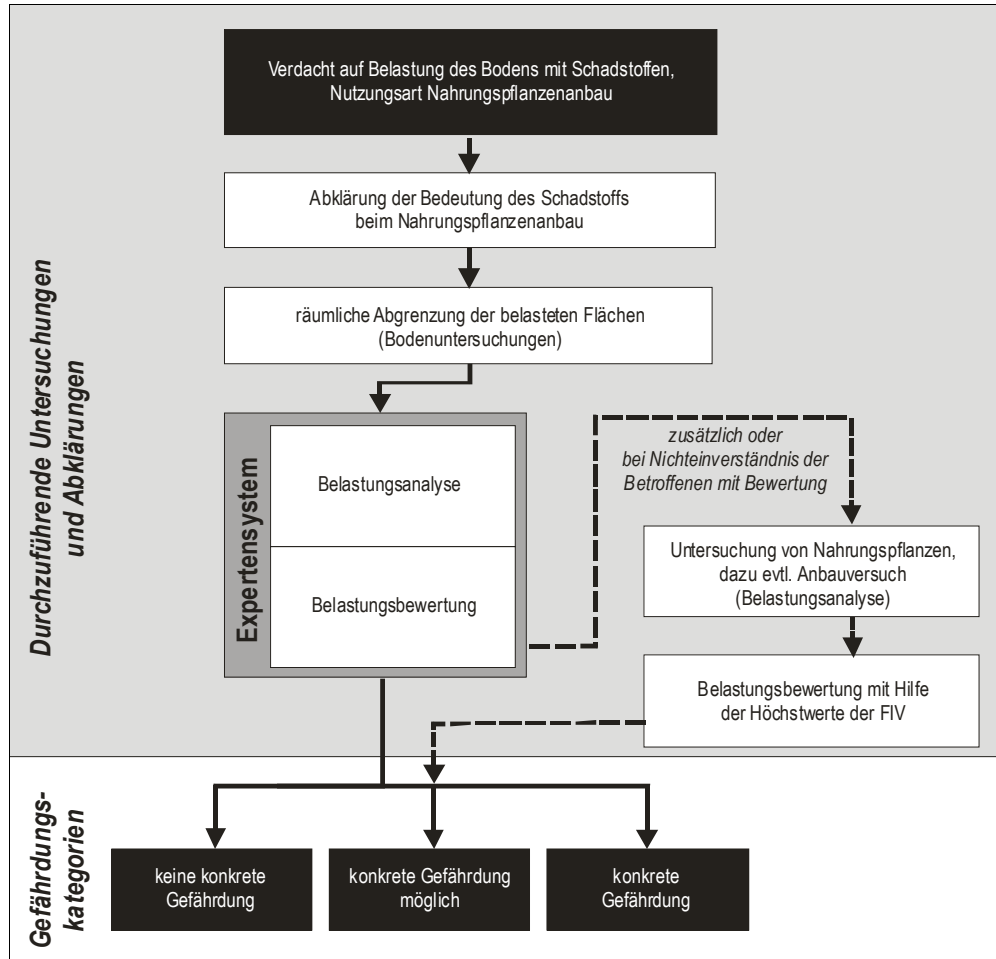 Verdacht auf Belastung des Bodens mit Schadstoffen,
Nutzungsart Nahrungspflanzenanbau
Abklärung der Bedeutung des Schadstoffs
beim Nahrungspflanzenanbau
räumliche Abgrenzung der belasteten Flächen
(Bodenuntersuchungen)
Durchzuführende Untersuchungen
und Abklärungen
Expertensystem
Belastungsanalyse
Belastungsbewertung
zusätzlich oder
bei Nichteinverständnis der
Betroffenen mit Bewertung
Untersuchung von Nahrungspflanzen,
dazu evtl. Anbauversuch
(Belastungsanalyse)
Belastungsbewertung mit Hilfe
der Höchstwerte der FIV
Gefährdungs-
kategorien
keine konkrete
Gefährdung
konkrete Gefährdung
möglich
konkrete
Gefährdung